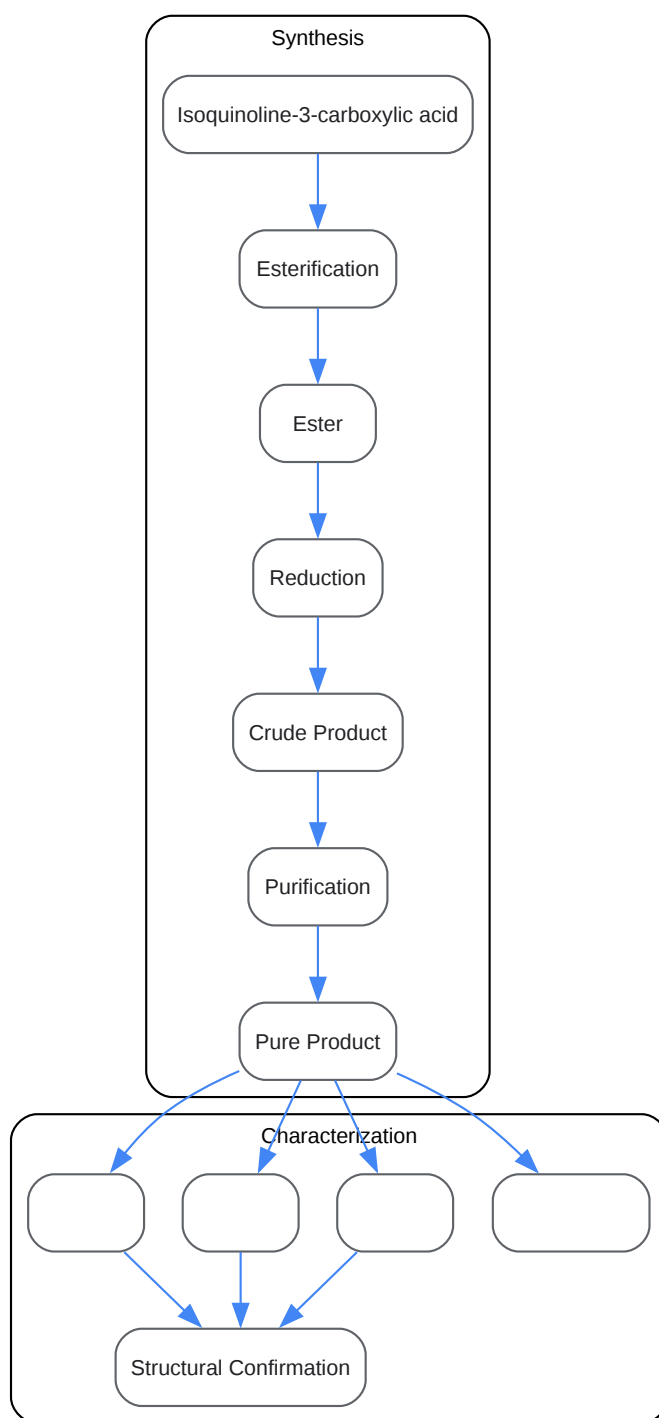 Synthesis
Isoquinoline-3-carboxylic acid
Esterification
Ester
Reduction
Crude Product
Purification
Pure Product
Characterization
Structural Confirmation